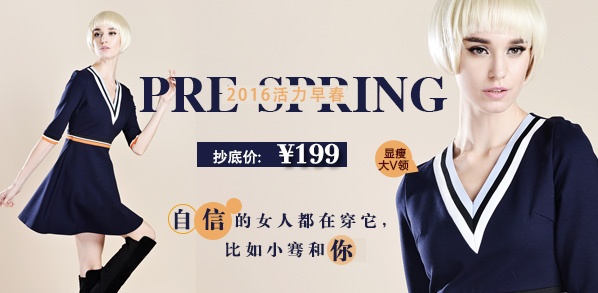 PRE-SPRING
2016活力早春
抄底价: ¥199
显瘦
大V领
自信的女人都在穿它，
比如小骞和你